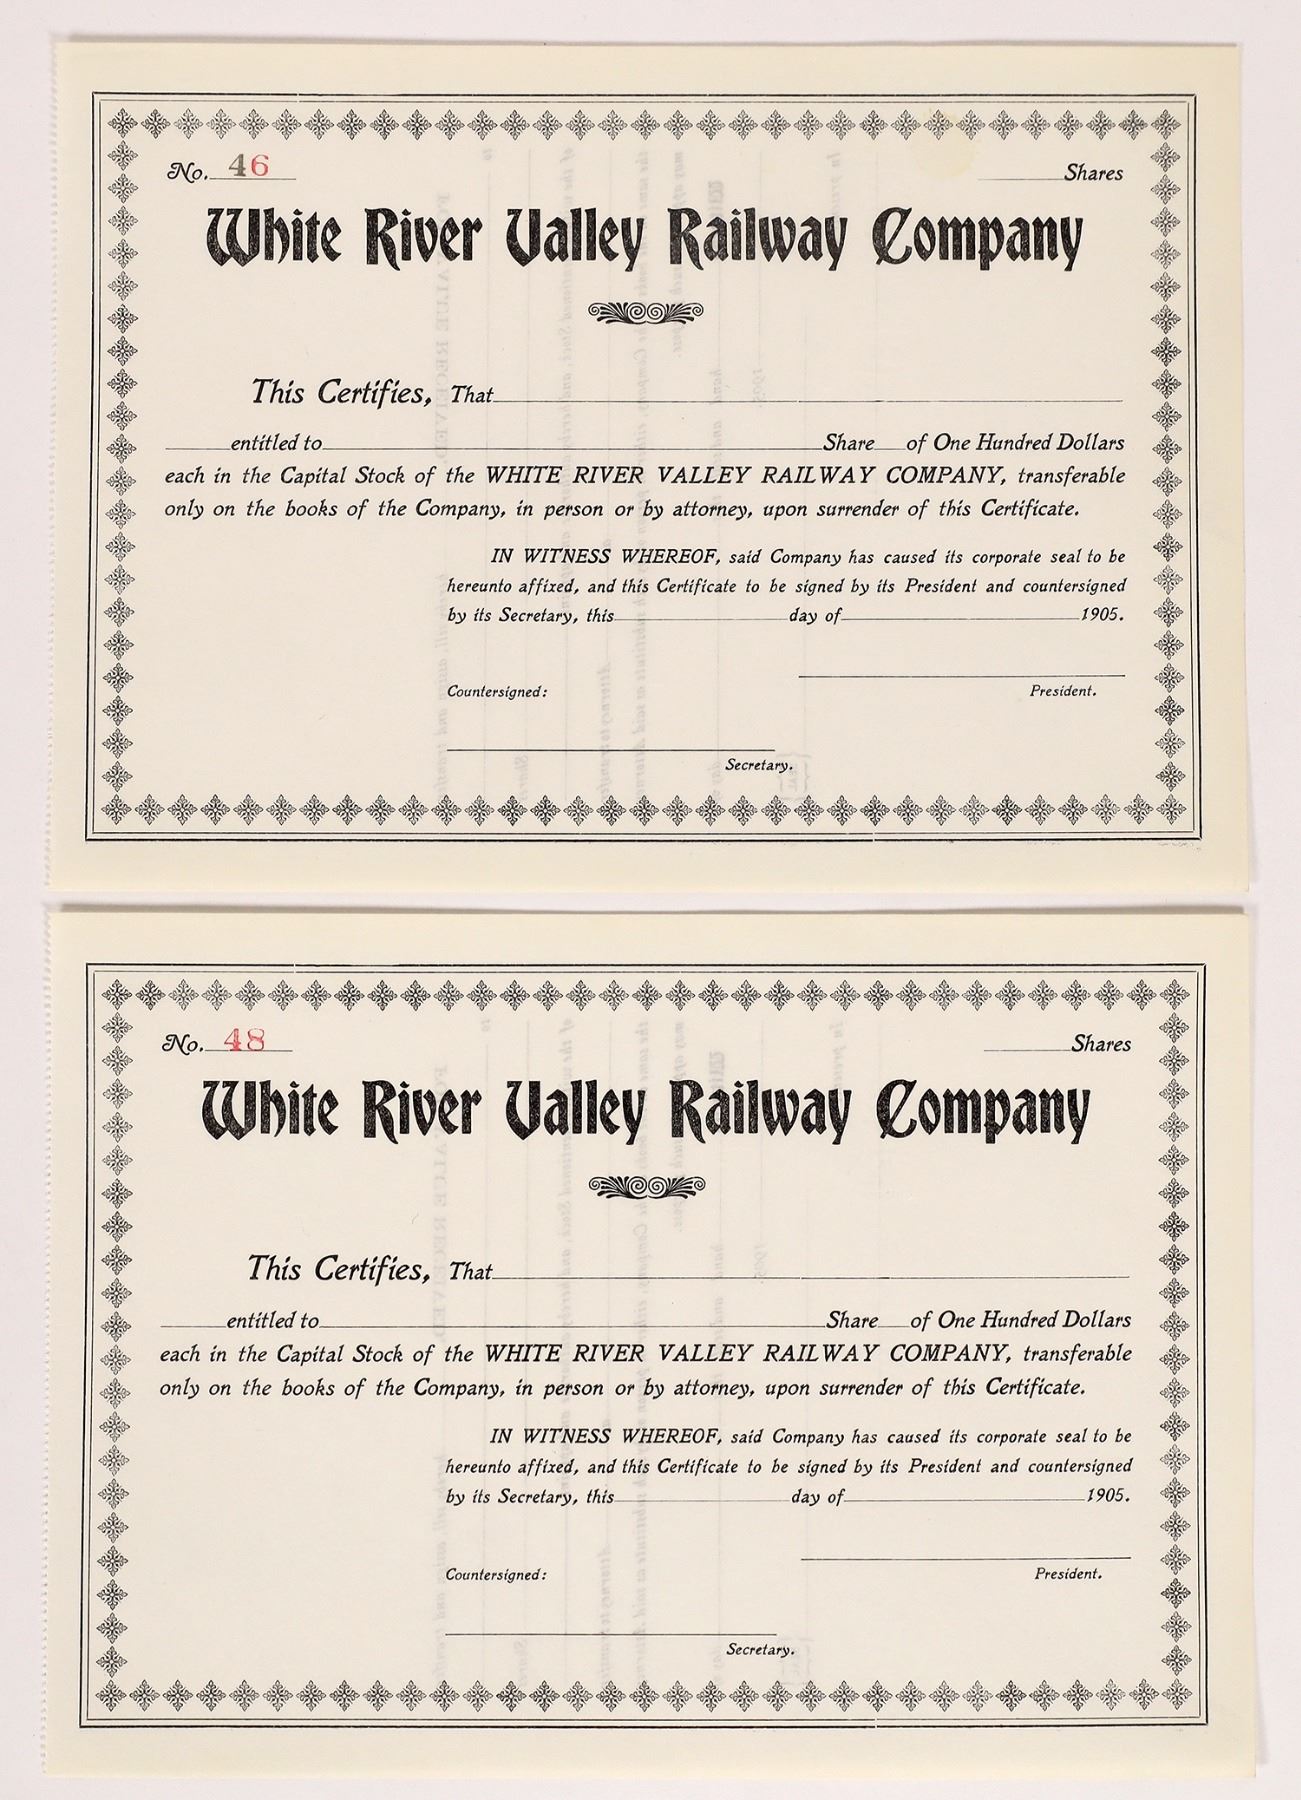 No. 46 Shares
White River Valley Railway Company
This Certifies, That
entitled to Share of One Hundred Dollars
each in the Capital Stock of the WHITE RIVER VALLEY RAILWAY COMPANY, transferable
only on the books of the Company, in person or by attorney, upon surrender of this Certificate.
IN WITNESS WHEREOF, said Company has caused its corporate seal to be
hereunto affixed, and this Certificate to be signed by its President and countersigned
by its Secretary, this day of 1905.
Countersigned: President.
Secretary.
No. 48 Shares
White River Valley Railway Company
This Certifies, That
entitled to Share of One Hundred Dollars
each in the Capital Stock of the WHITE RIVER VALLEY RAILWAY COMPANY, transferable
only on the books of the Company, in person or by attorney, upon surrender of this Certificate.
IN WITNESS WHEREOF, said Company has caused its corporate seal to be
hereunto affixed, and this Certificate to be signed by its President and countersigned
by its Secretary, this day of 1905.
Countersigned: President.
Secretary.